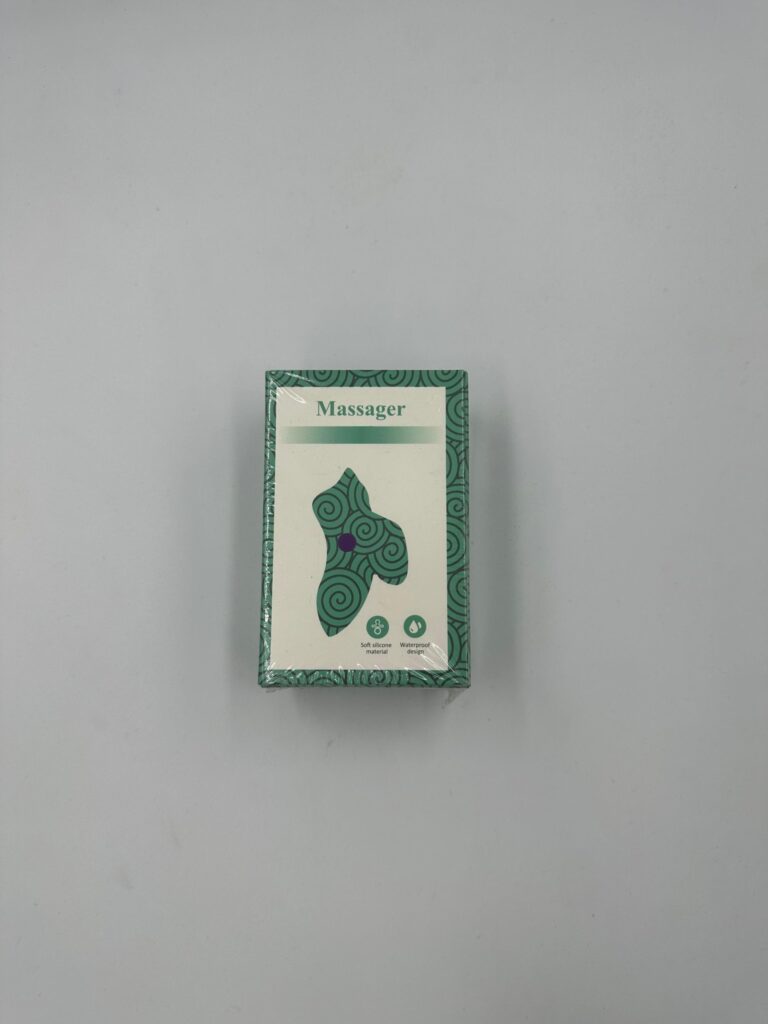 Massager
Soft silicone
material
Waterproof
design